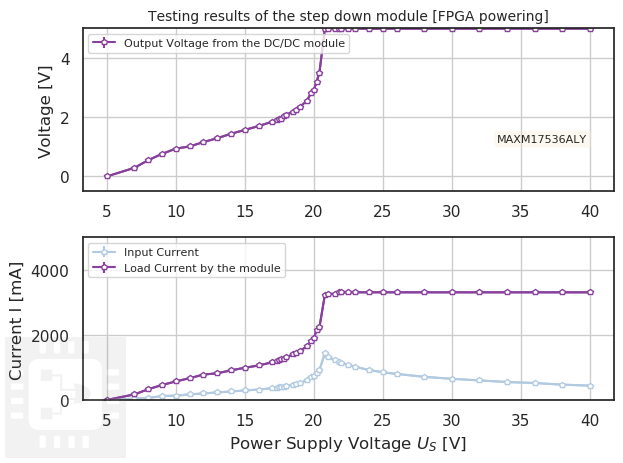 Testing results of the step down module [FPGA powering]
Output Voltage from the DC/DC module
Voltage [V]
4
2
0
MAXM17536ALY
5 10 15 20 25 30 35 40
Input Current
Load Current by the module
Current I [mA]
4000
2000
0
5 10 15 20 25 30 35 40
Power Supply Voltage U_S [V]